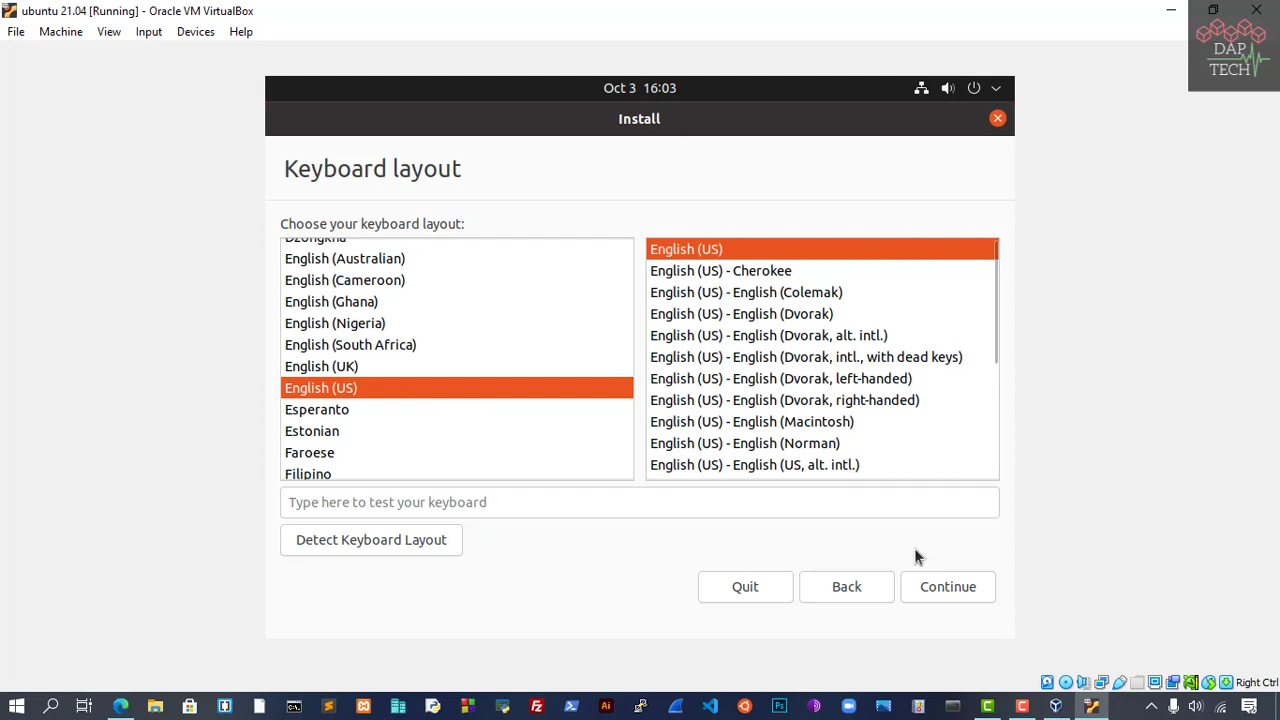 ubuntu 21.04 [Running] - Oracle VM VirtualBox
File Machine View Input Devices Help
DAP
TECH
Oct 3 16:03
Install
Keyboard layout
Choose your keyboard layout:
Dzongkha
English (Australian)
English (Cameroon)
English (Ghana)
English (Nigeria)
English (South Africa)
English (UK)
English (US)
Esperanto
Estonian
Faroese
Filipino
English (US)
English (US) - Cherokee
English (US) - English (Colemak)
English (US) - English (Dvorak)
English (US) - English (Dvorak, alt. intl.)
English (US) - English (Dvorak, intl., with dead keys)
English (US) - English (Dvorak, left-handed)
English (US) - English (Dvorak, right-handed)
English (US) - English (Macintosh)
English (US) - English (Norman)
English (US) - English (US, alt. intl.)
Type here to test your keyboard
Detect Keyboard Layout
Quit Back Continue
Right Ctrl
Fz Ai Ps